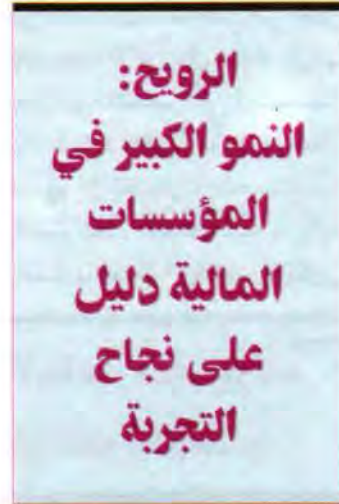 الرويح:
النمو الكبير في
المؤسسات
المالية دليل
على نجاح
التجربة